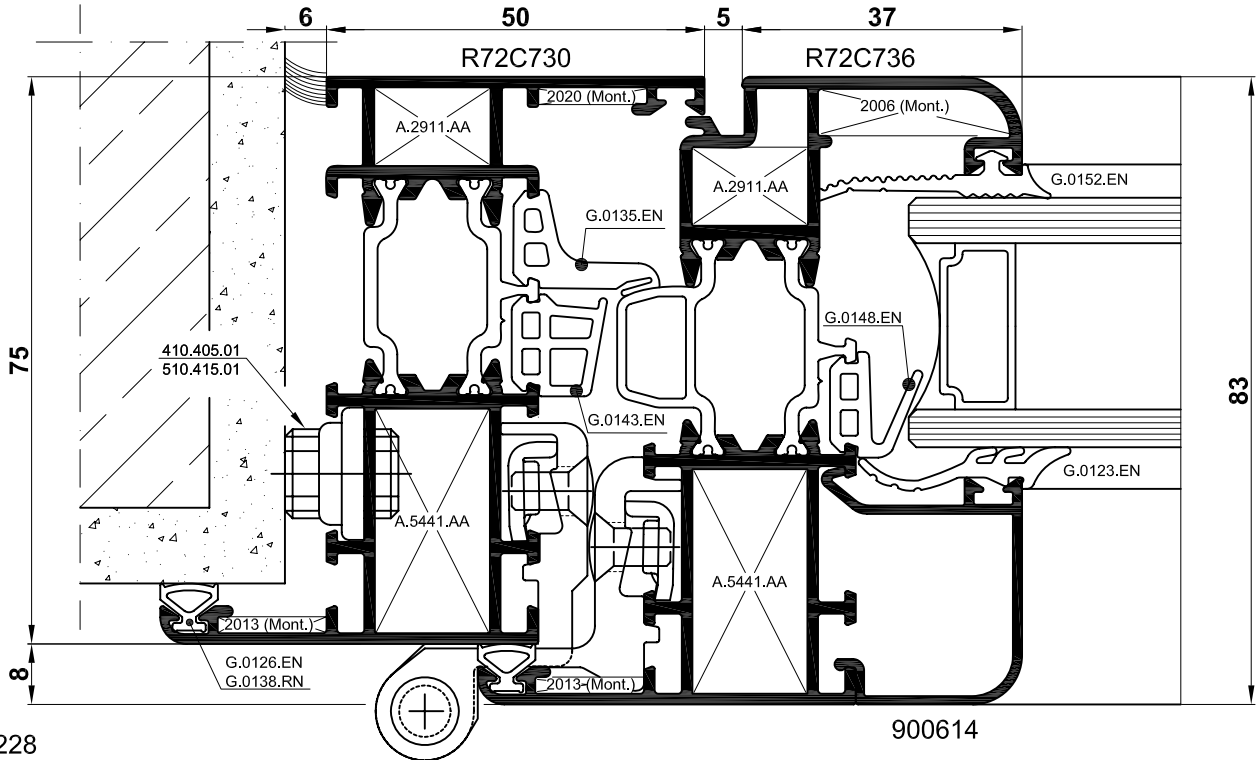 6 50 5 37
R72C730 R72C736
2020 (Mont.) 2006 (Mont.)
A.2911.AA
A.2911.AA
G.0152.EN
G.0135.EN
G.0148.EN
75
410.405.01
510.415.01
83
G.0143.EN
G.0123.EN
A.5441.AA
A.5441.AA
2013 (Mont.)
G.0126.EN
G.0138.RN
8
2013 (Mont.)
900614
228